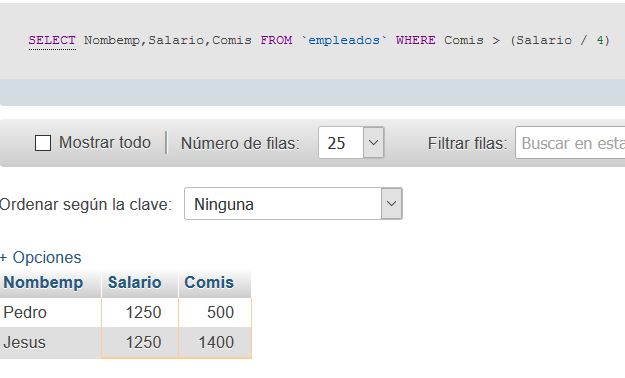 SELECT Nombemp,Salario,Comis FROM `empleados` WHERE Comis > (Salario / 4)
Mostrar todo Número de filas: 25 Filtrar filas: Buscar en esta
Ordenar según la clave: Ninguna
+ Opciones
Nombemp Salario Comis
Pedro 1250 500
Jesus 1250 1400